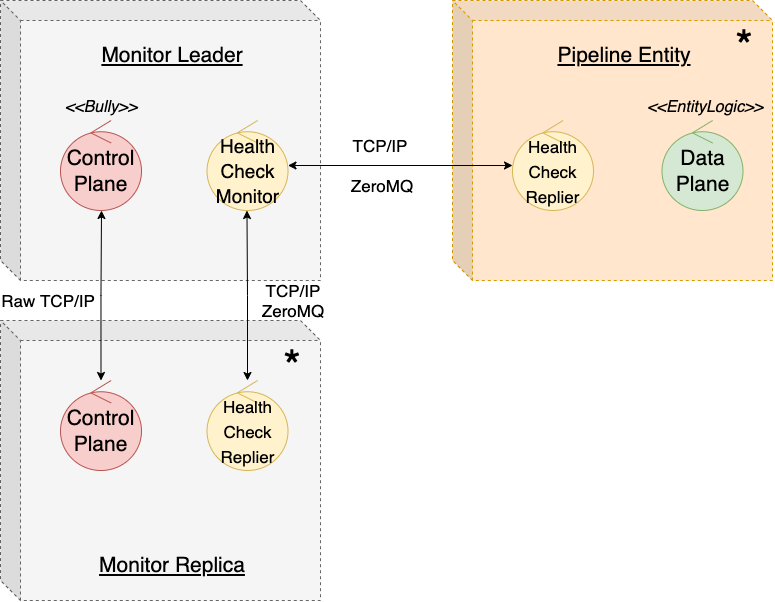 Monitor Leader
<<Bully>>
Control
Plane
Health
Check
Monitor
TCP/IP
ZeroMQ
Pipeline Entity
*
<<EntityLogic>>
Health
Check
Replier
Data
Plane
Raw TCP/IP
TCP/IP
ZeroMQ
*
Control
Plane
Health
Check
Replier
Monitor Replica